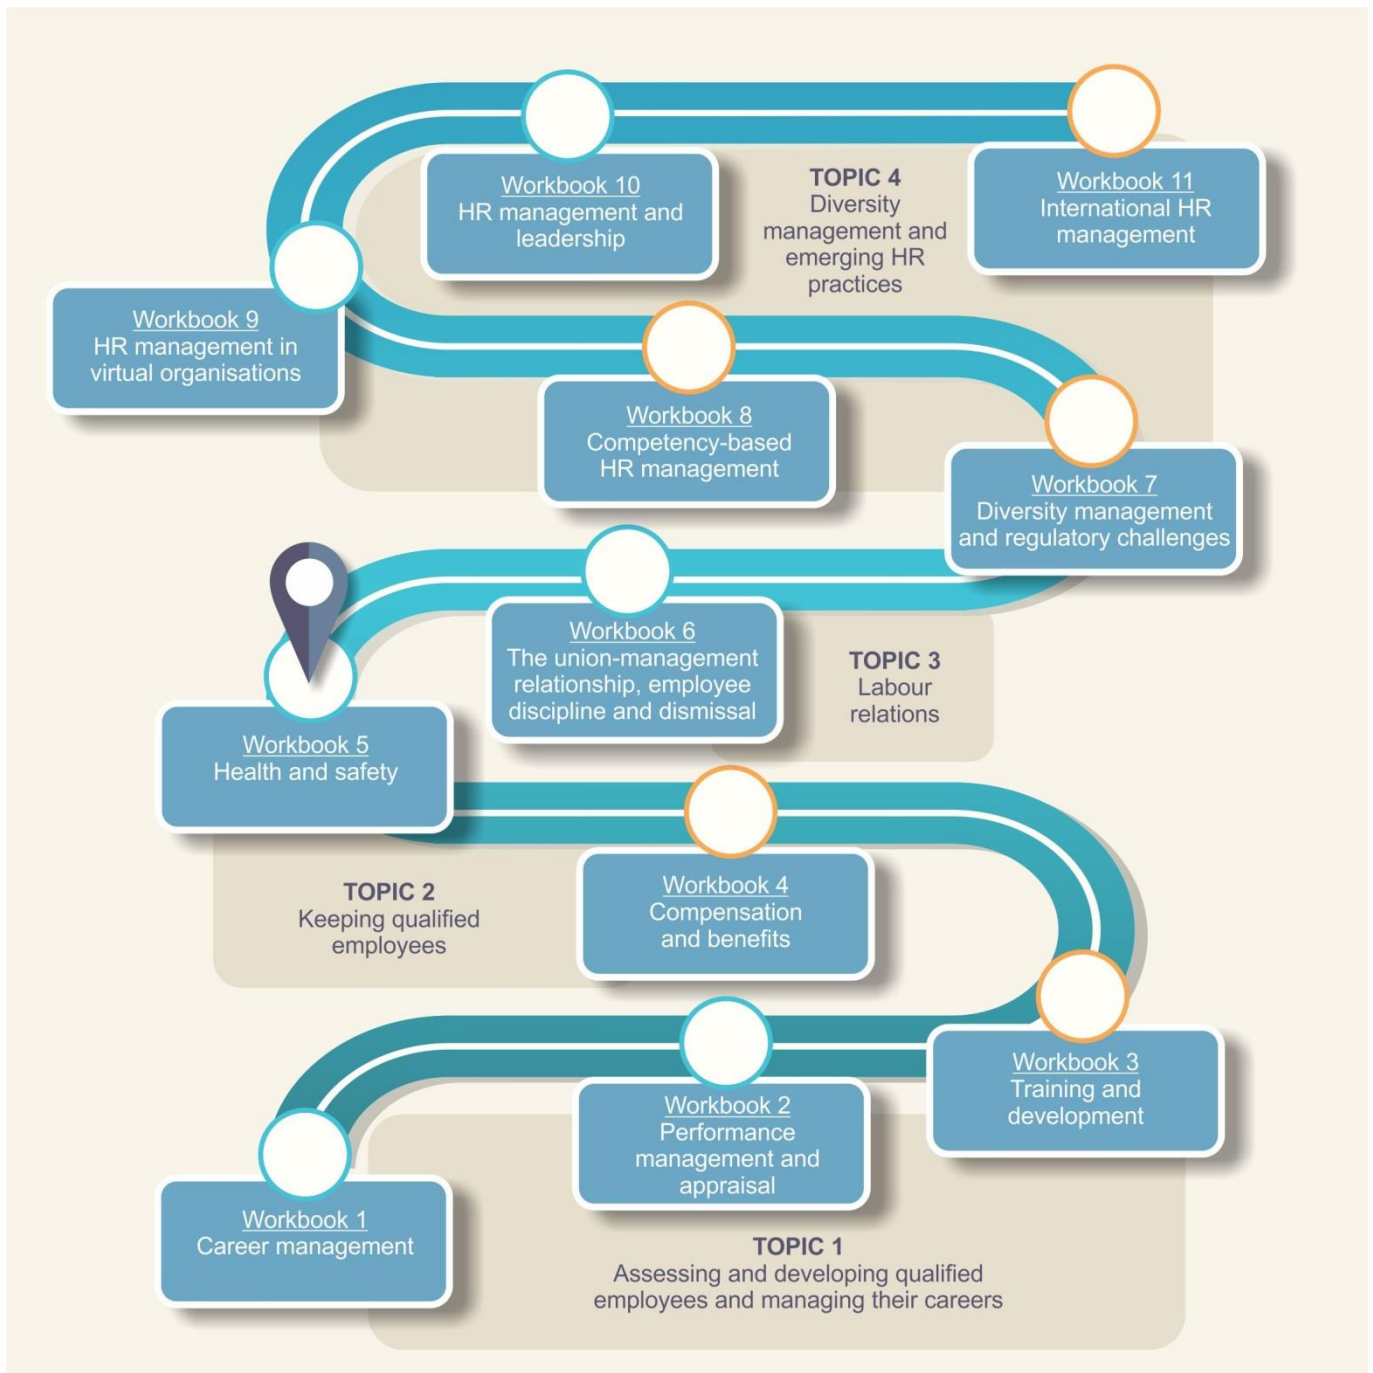 Workbook 10
HR management and
leadership
TOPIC 4
Diversity
management and
emerging HR
practices
Workbook 11
International HR
management
Workbook 9
HR management in
virtual organisations
Workbook 8
Competency-based
HR management
Workbook 7
Diversity management
and regulatory challenges
Workbook 6
The union-management
relationship, employee
discipline and dismissal
TOPIC 3
Labour
relations
Workbook 5
Health and safety
TOPIC 2
Keeping qualified
employees
Workbook 4
Compensation
and benefits
Workbook 3
Training and
development
Workbook 2
Performance
management and
appraisal
Workbook 1
Career management
TOPIC 1
Assessing and developing qualified
employees and managing their careers